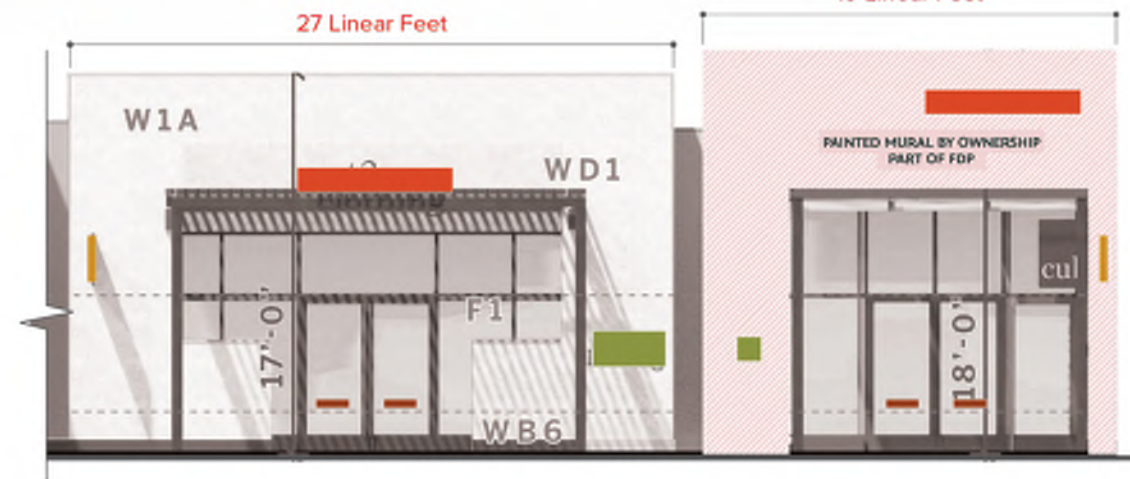 27 Linear Feet
W1A
WD1
PAINTED MURAL BY OWNERSHIP
PART OF FDP
cul
F1
17'-0"
18'-0"
WB6